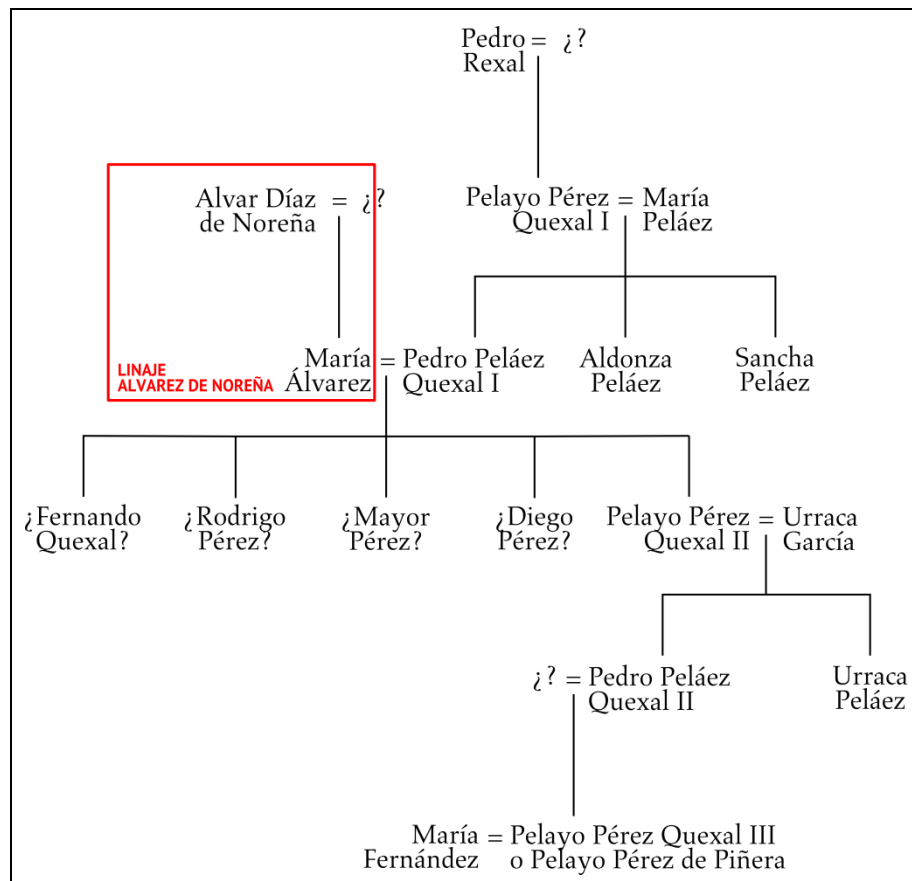 Pedro = ¿?
Rexal
Alvar Díaz = ¿?
de Noreña
Pelayo Pérez = María
Quexal I Peláez
LINAJE
ALVAREZ DE NOREÑA
María = Pedro Peláez
Álvarez Quexal I
Aldonza
Peláez
Sancha
Peláez
¿Fernando
Quexal?
¿Rodrigo
Pérez?
¿Mayor
Pérez?
¿Diego
Pérez?
Pelayo Pérez = Urraca
Quexal II García
¿? = Pedro Peláez
Quexal II
Urraca
Peláez
María = Pelayo Pérez Quexal III
Fernández o Pelayo Pérez de Piñera